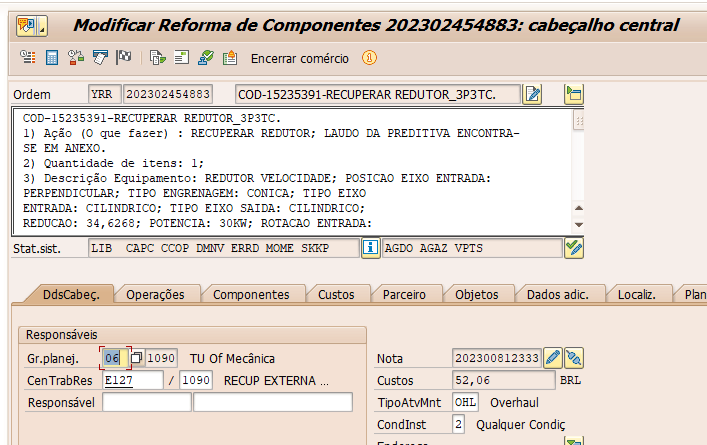 Modificar Reforma de Componentes 202302454883: cabeçalho central
Encerrar comércio
Ordem YRR 202302454883 COD-15235391-RECUPERAR REDUTOR_3P3TC.
COD-15235391-RECUPERAR REDUTOR_3P3TC.
1) Ação (O que fazer) : RECUPERAR REDUTOR; LAUDO DA PREDITIVA ENCONTRA-
SE EM ANEXO.
2) Quantidade de itens: 1;
3) Descrição Equipamento: REDUTOR VELOCIDADE; POSICAO EIXO ENTRADA:
PERPENDICULAR; TIPO ENGRENAGEM: CONICA; TIPO EIXO
ENTRADA: CILINDRICO; TIPO EIXO SAIDA: CILINDRICO;
REDUCAO: 34,6268; POTENCIA: 30KW; ROTACAO ENTRADA:
Stat.sist. LIB CAPC CCOP DMNV ERRD MOME SKKP AGDO AGAZ VPTS
DdsCabeç. Operações Componentes Custos Parceiro Objetos Dados adic. Localiz. Plan
Responsáveis
Gr.planej. 06 1090 TU Of Mecânica Nota 202300812333
CenTrabRes E127 / 1090 RECUP EXTERNA ... Custos 52,06 BRL
Responsável TipoAtvMnt OHL Overhaul
CondInst 2 Qualquer Condiç